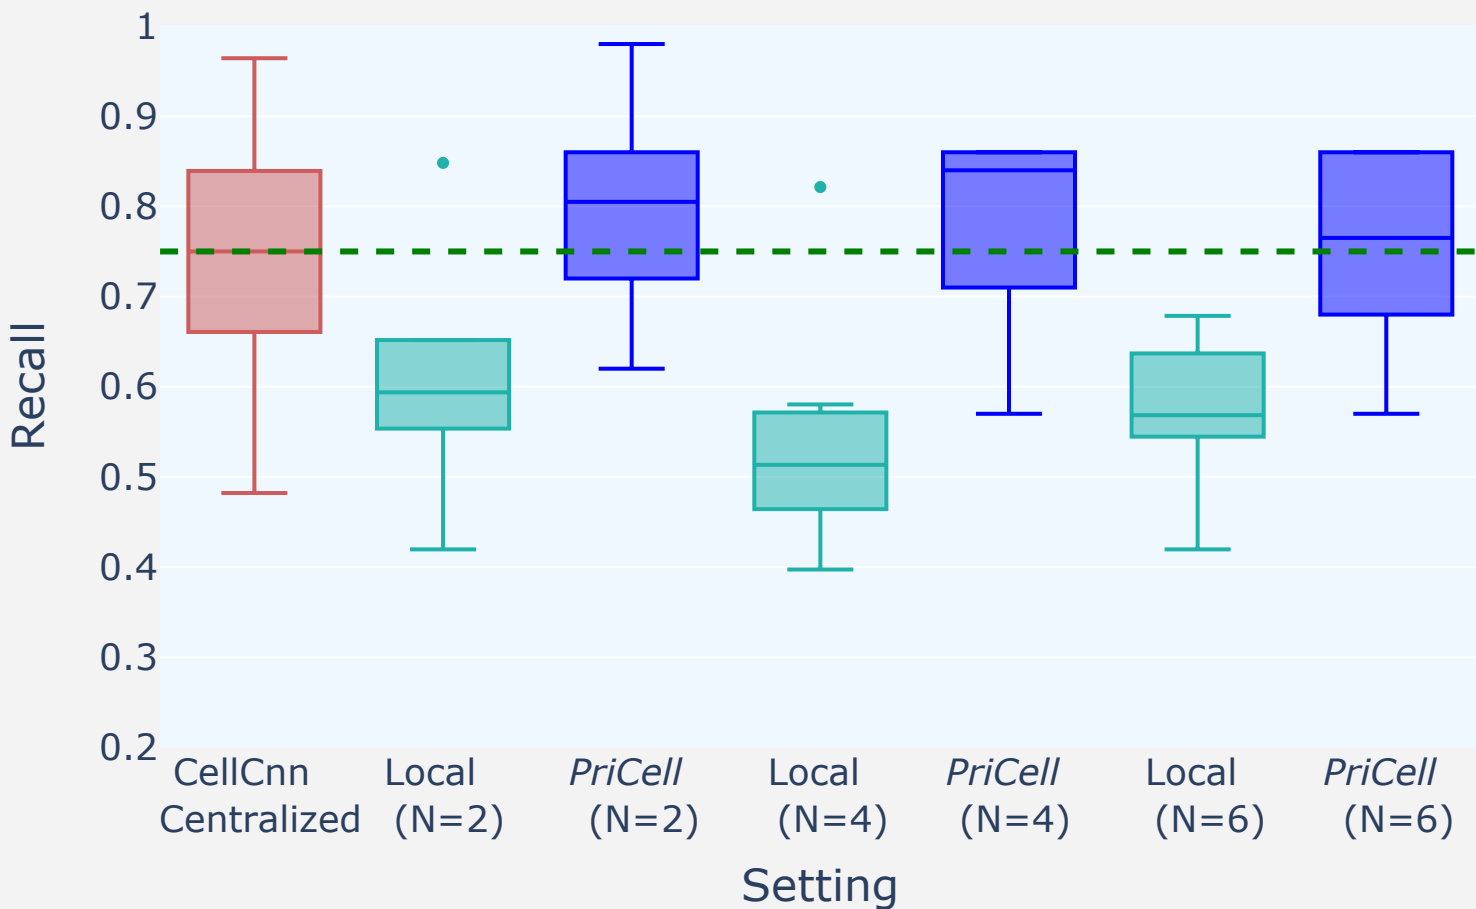 1
0.9
0.8
0.7
0.6
0.5
0.4
0.3
0.2
Recall
CellCnn Centralized
Local (N=2)
PriCell (N=2)
Local (N=4)
PriCell (N=4)
Local (N=6)
PriCell (N=6)
Setting